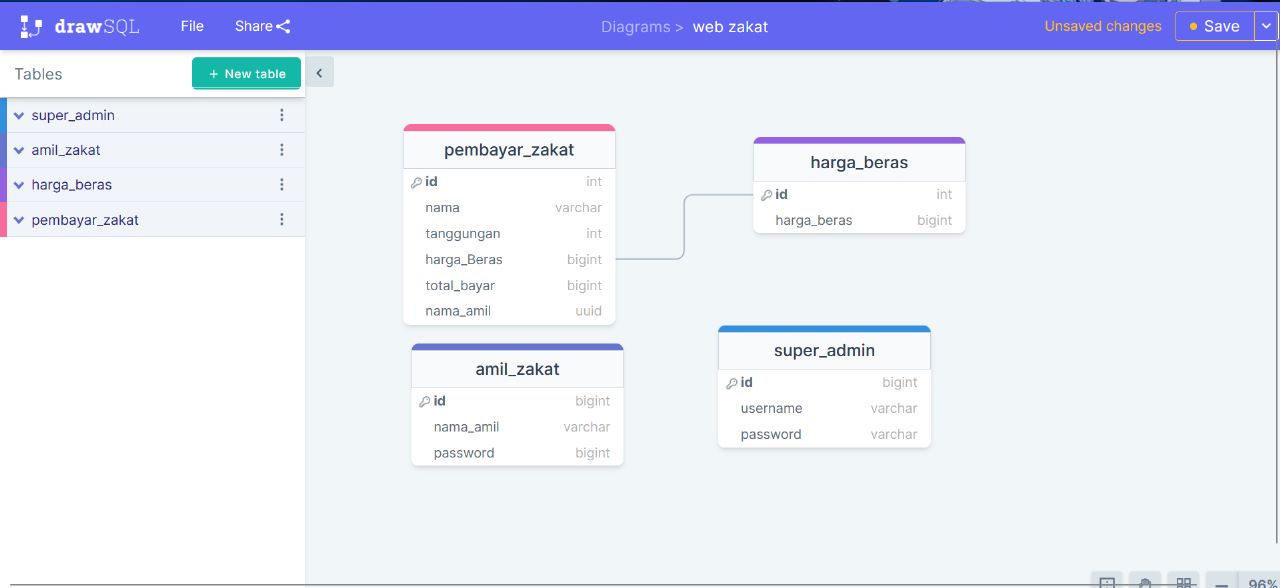 drawSQL File Share Diagrams > web zakat Unsaved changes Save
Tables + New table
super_admin
amil_zakat
harga_beras
pembayar_zakat
pembayar_zakat
id int
nama varchar
tanggungan int
harga_Beras bigint
total_bayar bigint
nama_amil uuid
harga_beras
id int
harga_beras bigint
amil_zakat
id bigint
nama_amil varchar
password bigint
super_admin
id bigint
username varchar
password varchar
96%